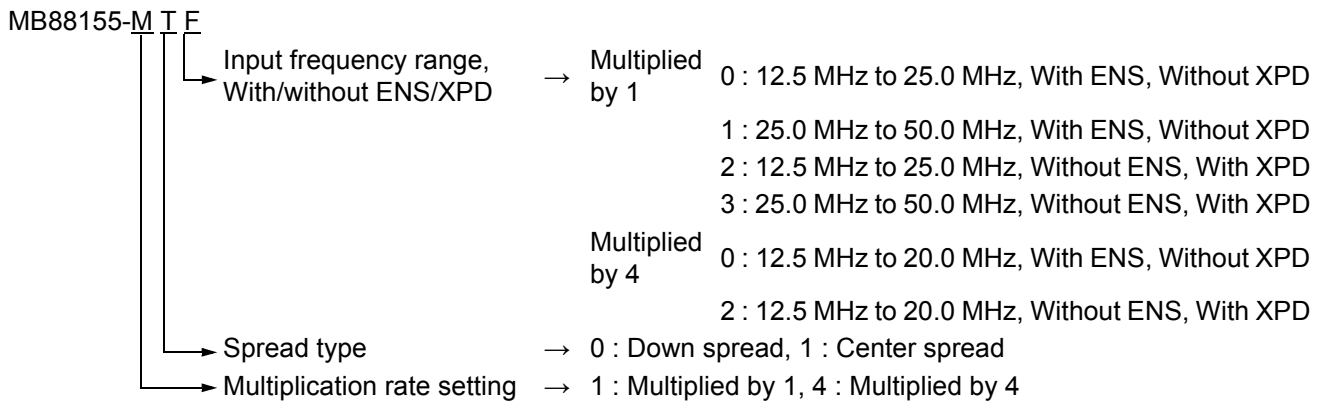 MB88155-M T F
Input frequency range, With/without ENS/XPD → Multiplied by 1 0 : 12.5 MHz to 25.0 MHz, With ENS, Without XPD
1 : 25.0 MHz to 50.0 MHz, With ENS, Without XPD
2 : 12.5 MHz to 25.0 MHz, Without ENS, With XPD
3 : 25.0 MHz to 50.0 MHz, Without ENS, With XPD
Multiplied by 4 0 : 12.5 MHz to 20.0 MHz, With ENS, Without XPD
2 : 12.5 MHz to 20.0 MHz, Without ENS, With XPD
Spread type → 0 : Down spread, 1 : Center spread
Multiplication rate setting → 1 : Multiplied by 1, 4 : Multiplied by 4